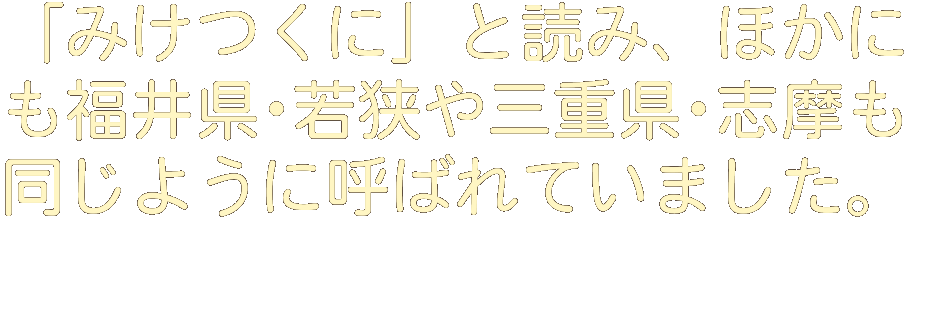 「みけつくに」と読み、ほかに
も福井県・若狭や三重県・志摩も
同じように呼ばれていました。